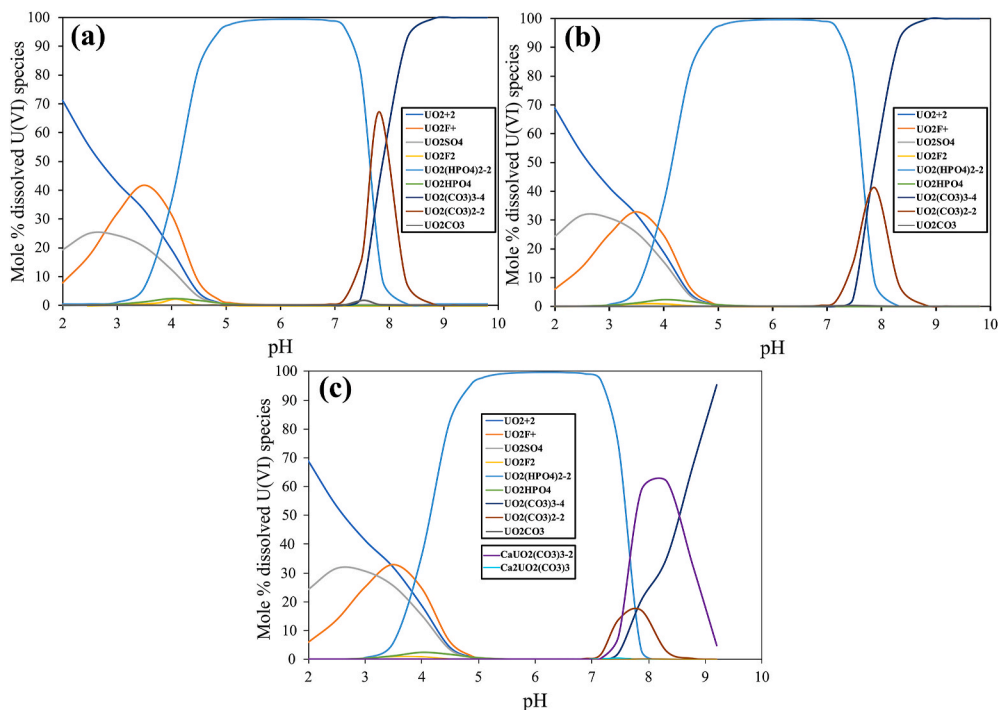 (a)
Mole % dissolved U(VI) species
100
90
80
70
60
50
40
30
20
10
0
2 3 4 5 6 7 8 9 10
pH
UO2+2
UO2F+
UO2SO4
UO2F2
UO2(HPO4)2-2
UO2HPO4
UO2(CO3)3-4
UO2(CO3)2-2
UO2CO3
(b)
Mole % dissolved U(VI) species
100
90
80
70
60
50
40
30
20
10
0
2 3 4 5 6 7 8 9 10
pH
UO2+2
UO2F+
UO2SO4
UO2F2
UO2(HPO4)2-2
UO2HPO4
UO2(CO3)3-4
UO2(CO3)2-2
UO2CO3
(c)
Mole % dissolved U(VI) species
100
90
80
70
60
50
40
30
20
10
0
2 3 4 5 6 7 8 9 10
pH
UO2+2
UO2F+
UO2SO4
UO2F2
UO2(HPO4)2-2
UO2HPO4
UO2(CO3)3-4
UO2(CO3)2-2
UO2CO3
CaUO2(CO3)3-2
Ca2UO2(CO3)3